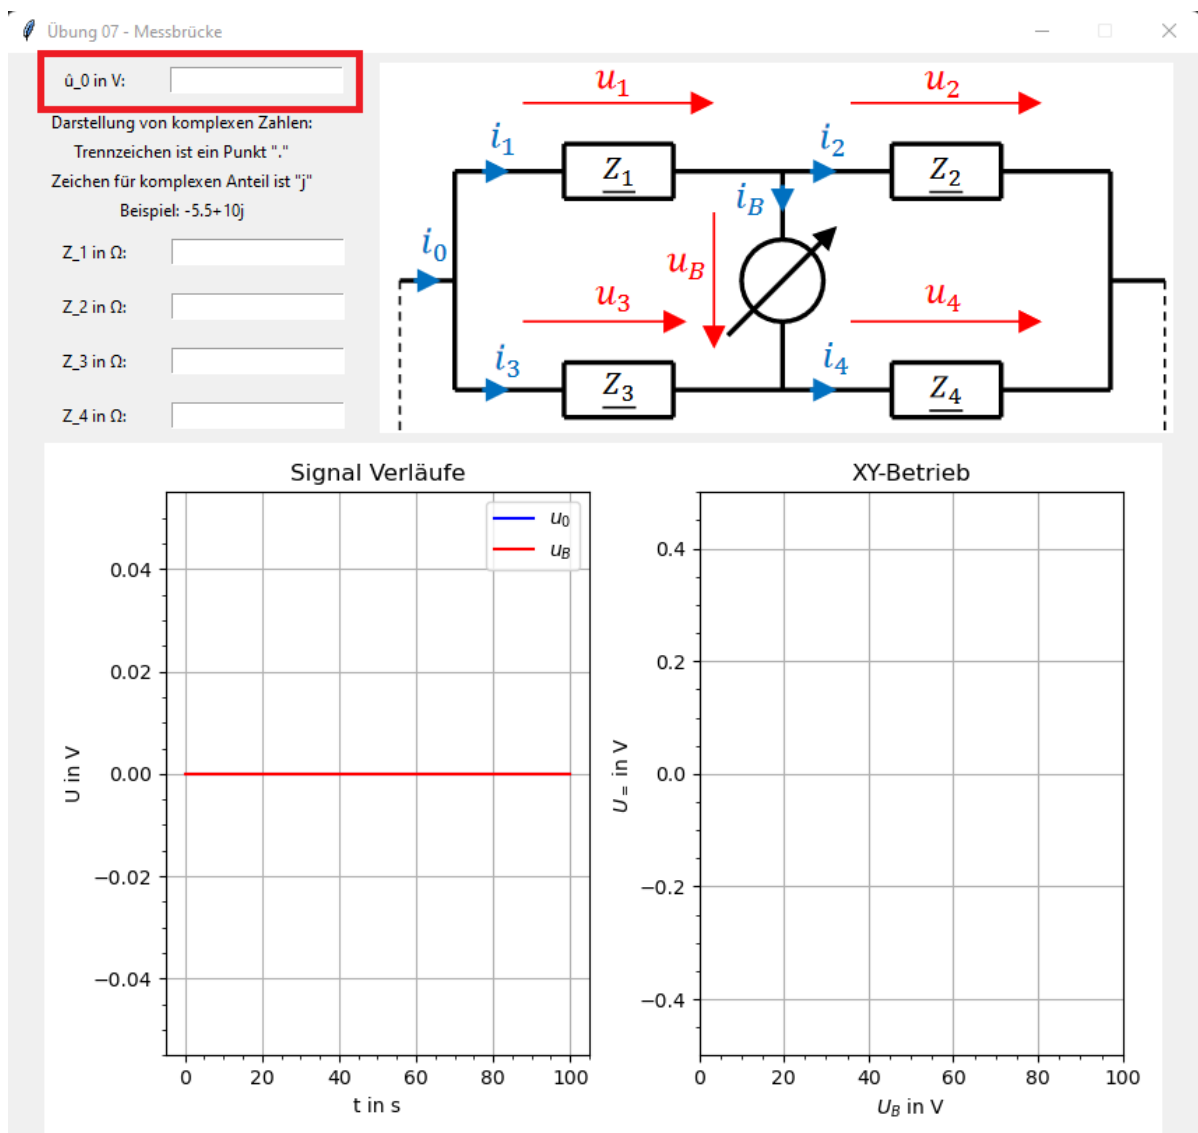 Übung 07 - Messbrücke
û_0 in V:
Darstellung von komplexen Zahlen:
Trennzeichen ist ein Punkt "."
Zeichen für komplexen Anteil ist "j"
Beispiel: -5.5+10j
Z_1 in Ω:
Z_2 in Ω:
Z_3 in Ω:
Z_4 in Ω:
u₁ u₂
i₁ Z₁ i₂ Z₂
i_B
i₀ u_B
u₃ u₄
i₃ Z₃ i₄ Z₄
Signal Verläufe
u₀
u_B
0.04
0.02
0.00
−0.02
−0.04
U in V
0 20 40 60 80 100
t in s
XY-Betrieb
0.4
0.2
0.0
−0.2
−0.4
U₌ in V
0 20 40 60 80 100
U_B in V